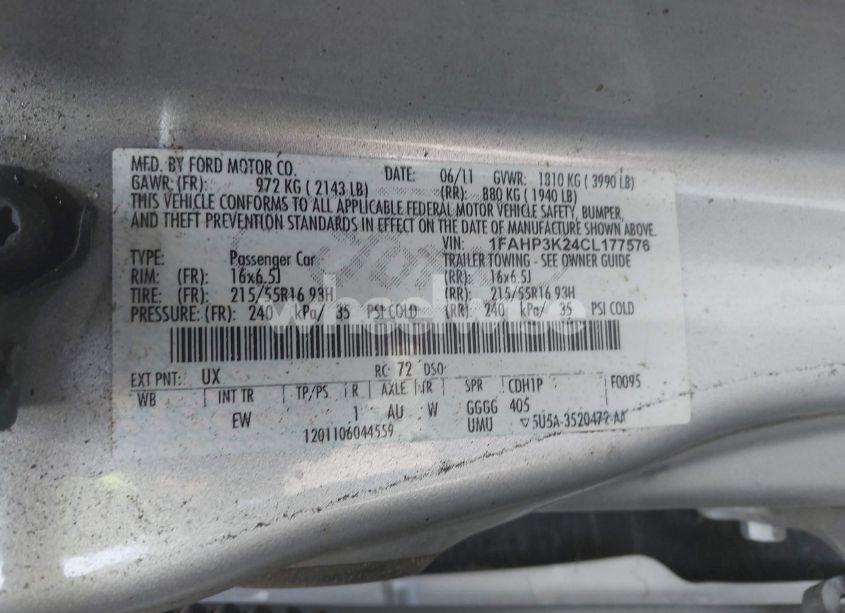 MFD. BY FORD MOTOR CO. DATE: 06/11 GVWR: 1810 KG ( 3990 LB)
GAWR: (FR): 972 KG ( 2143 LB) (RR): 880 KG ( 1940 LB)
THIS VEHICLE CONFORMS TO ALL APPLICABLE FEDERAL MOTOR VEHICLE SAFETY, BUMPER,
AND THEFT PREVENTION STANDARDS IN EFFECT ON THE DATE OF MANUFACTURE SHOWN ABOVE.
VIN: 1FAHP3K24CL177576
TYPE: Passenger Car TRAILER TOWING - SEE OWNER GUIDE
RIM: (FR): 16x6.5J (RR): 16x6.5J
TIRE: (FR): 215/55R16 93H (RR): 215/55R16 93H
PRESSURE: (FR): 240 kPa/ 35 PSI COLD (RR): 240 kPa/ 35 PSI COLD
EXT PNT: UX RC: 72 DSO:
WB INT TR TP/PS R AXLE TR SPR CDH1P F0095
EW 1 AU W GGGG 405
1201106044559 UMU ▽5U5A-3520472-AA